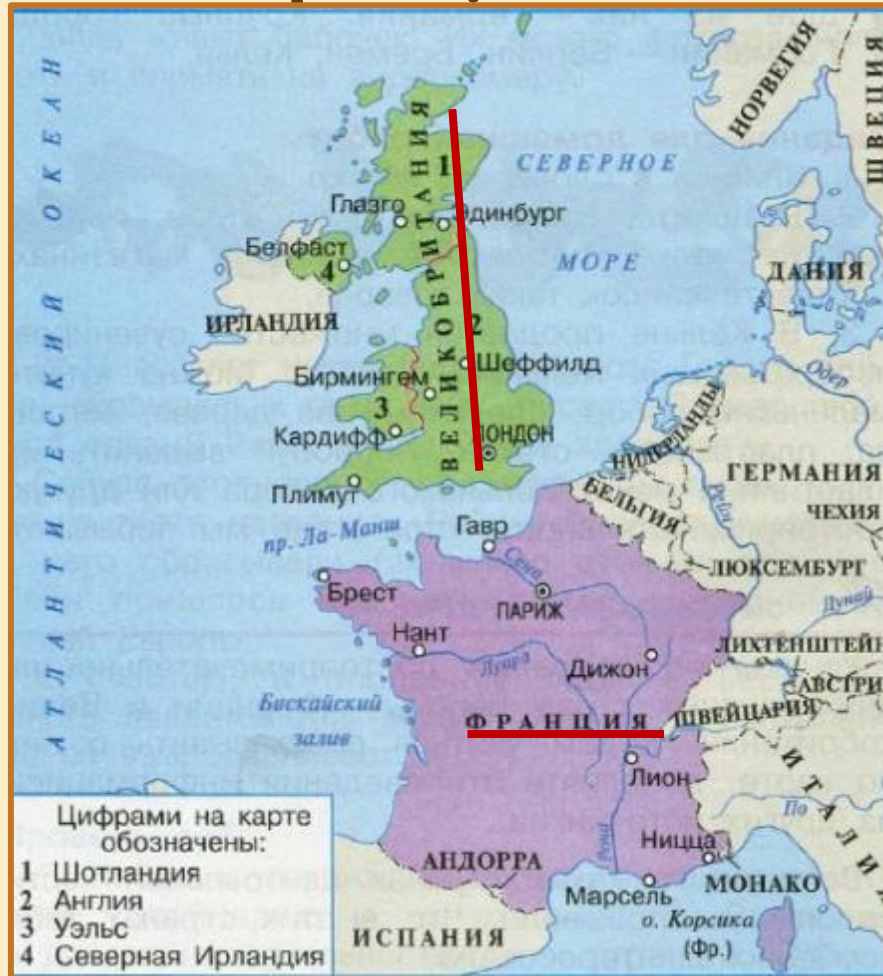 АТЛАНТИЧЕСКИЙ ОКЕАН
НОРВЕГИЯ
ШВЕЦИЯ
СЕВЕРНОЕ
МОРЕ
ВЕЛИКОБРИТАНИЯ
1
Глазго
Эдинбург
Белфаст
4
ДАНИЯ
ИРЛАНДИЯ
2
Шеффилд
Бирмингем
3
Кардифф
ЛОНДОН
Одер
НИДЕРЛАНДЫ
ГЕРМАНИЯ
Плимут
БЕЛЬГИЯ
Рейн
ЧЕХИЯ
пр. Ла-Манш
Гавр
Сена
ЛЮКСЕМБУРГ
Брест
ПАРИЖ
Дунай
Нант
Луара
Дижон
ЛИХТЕНШТЕЙН
АВСТРИ
Бискайский
залив
ФРАНЦИЯ
ШВЕЙЦАРИЯ
Лион
ИТАЛИ
По
Рона
Ницца
АНДОРРА
Марсель
МОНАКО
о. Корсика
(Фр.)
ИСПАНИЯ
Цифрами на карте
обозначены:
1 Шотландия
2 Англия
3 Уэльс
4 Северная Ирландия